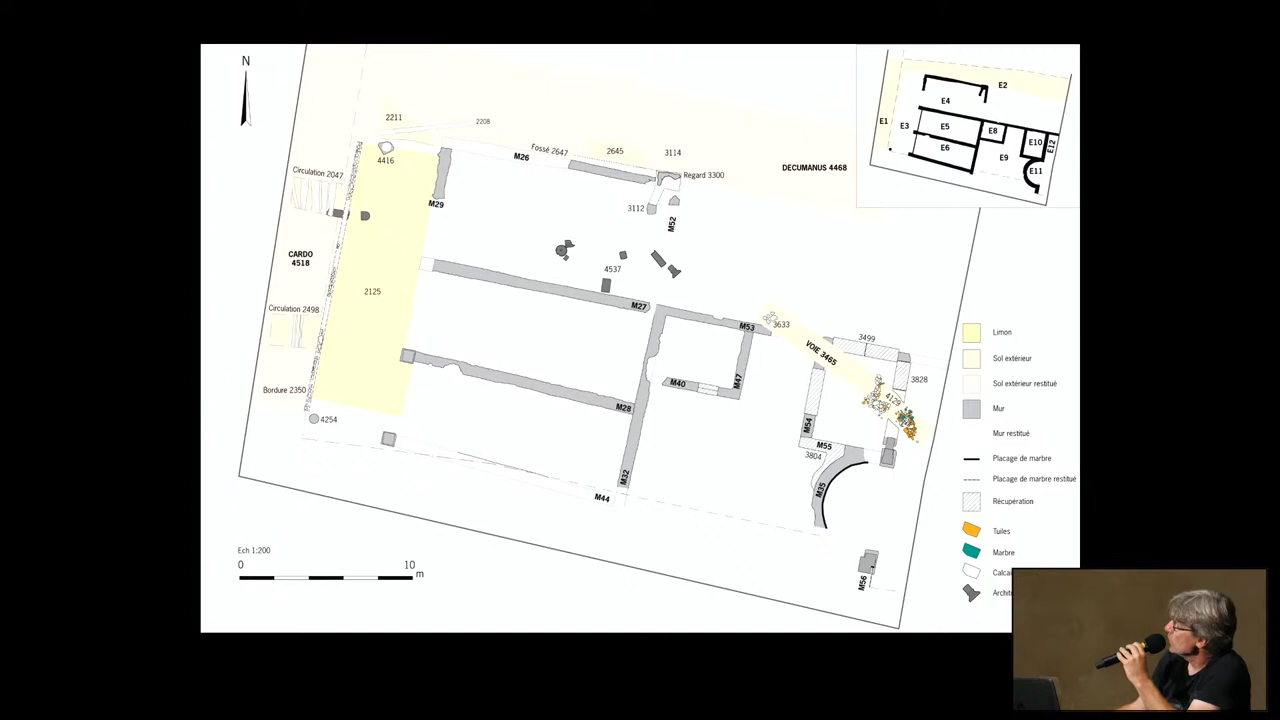 N
2211
2208
4416
Fossé 2647
2645
3114
M26
Regard 3300
DECUMANUS 4468
Circulation 2047
M29
3112
M52
CARDO
4518
4537
2125
Circulation 2498
M27
M53
3633
VOIE 3465
3499
3828
M40
M47
4129
Bordure 2350
4254
M28
M54
M55
3804
M32
M35
M44
M56
Ech 1:200
0
10
m
E1
E2
E3
E4
E5
E6
E8
E9
E10
E11
E12
Limon
Sol extérieur
Sol extérieur restitué
Mur
Mur restitué
Placage de marbre
Placage de marbre restitué
Récupération
Tuiles
Marbre
Calcai
Archite